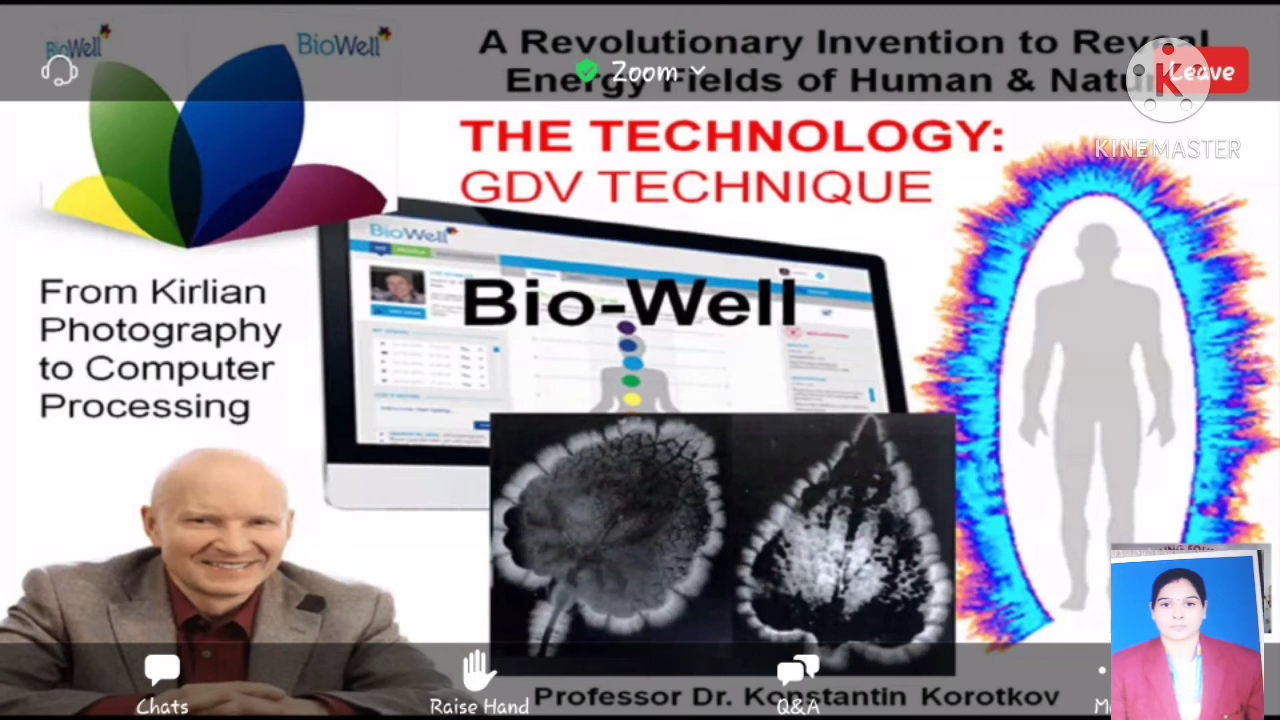 BioWell
BioWell
A Revolutionary Invention to Reveal
Energy Fields of Human & Nature
Zoom
Leave
K
KINEMASTER
THE TECHNOLOGY:
GDV TECHNIQUE
BioWell
Bio-Well
From Kirlian
Photography
to Computer
Processing
Chats
Raise Hand
Q&A
Professor Dr. Konstantin Korotkov